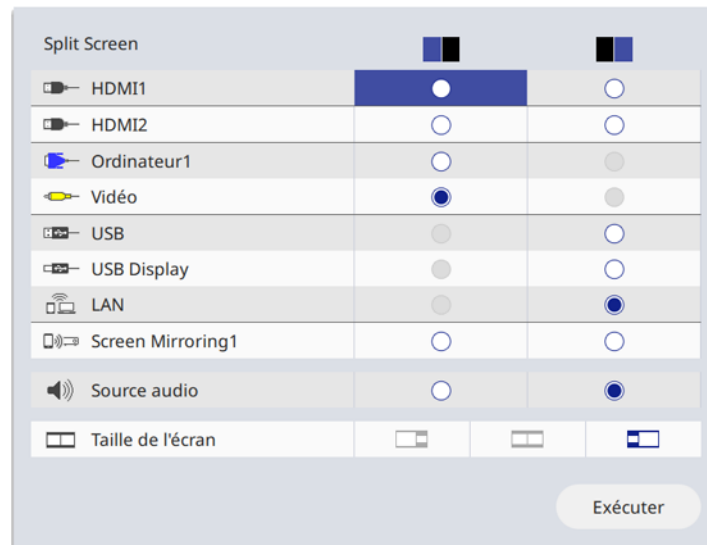 Split Screen
HDMI1
HDMI2
Ordinateur1
Vidéo
USB
USB Display
LAN
Screen Mirroring1
Source audio
Taille de l'écran
Exécuter